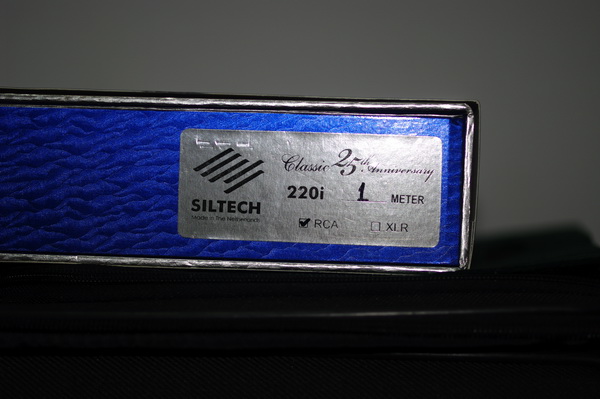 Classic 25th Anniversary
220i 1 METER
SILTECH
Made in The Netherlands
RCA XLR